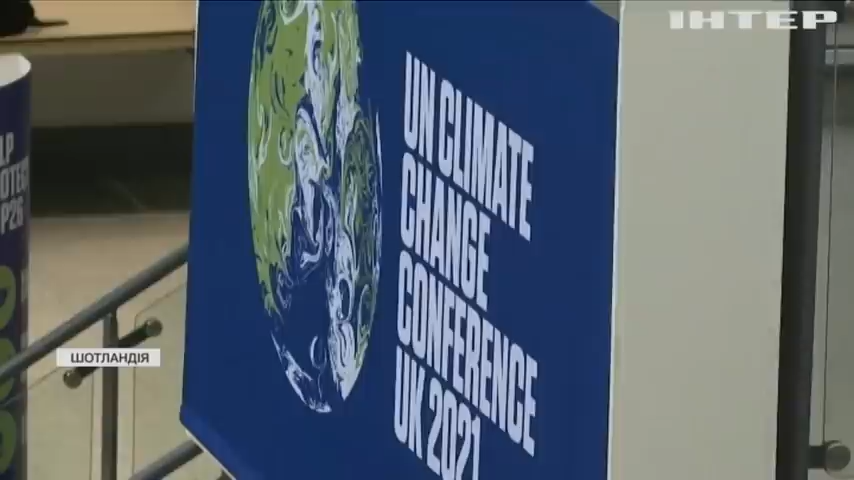 ІНТЕР
UN CLIMATE
CHANGE
CONFERENCE
UK 2021
ШОТЛАНДІЯ